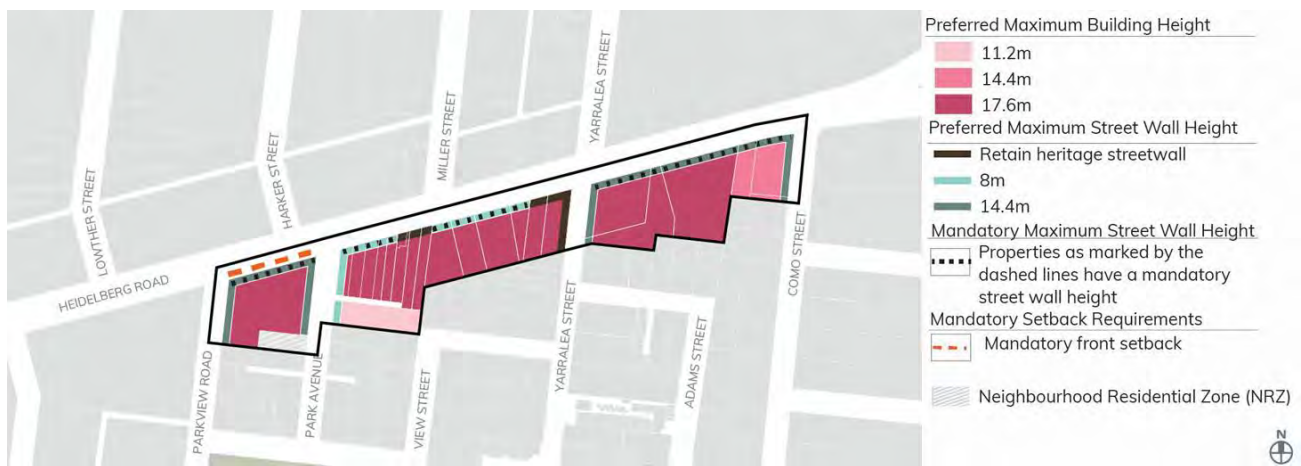 LOWTHER STREET
HARKER STREET
MILLER STREET
YARRALEA STREET
HEIDELBERG ROAD
PARKVIEW ROAD
PARK AVENUE
VIEW STREET
YARRALEA STREET
ADAMS STREET
COMO STREET
Preferred Maximum Building Height
11.2m
14.4m
17.6m
Preferred Maximum Street Wall Height
Retain heritage streetwall
8m
14.4m
Mandatory Maximum Street Wall Height
Properties as marked by the
dashed lines have a mandatory
street wall height
Mandatory Setback Requirements
Mandatory front setback
Neighbourhood Residential Zone (NRZ)
N